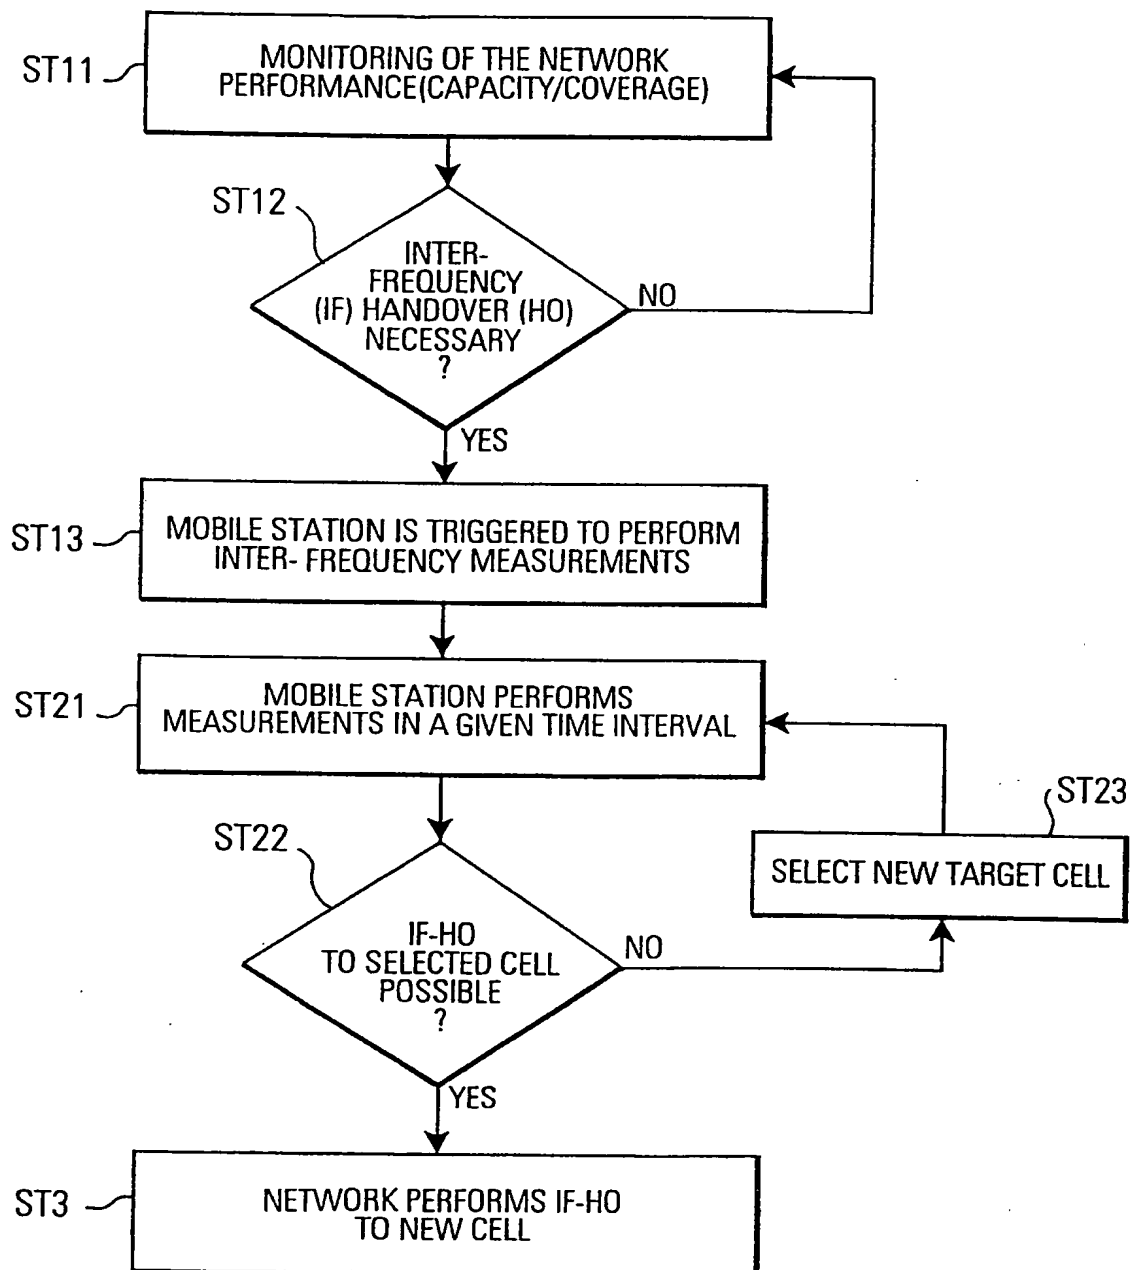 ST11
MONITORING OF THE NETWORK
PERFORMANCE(CAPACITY/COVERAGE)
ST12
INTER-
FREQUENCY
(IF) HANDOVER (HO)
NECESSARY
?
NO
YES
ST13
MOBILE STATION IS TRIGGERED TO PERFORM
INTER- FREQUENCY MEASUREMENTS
ST21
MOBILE STATION PERFORMS
MEASUREMENTS IN A GIVEN TIME INTERVAL
ST23
SELECT NEW TARGET CELL
ST22
IF-HO
TO SELECTED CELL
POSSIBLE
?
NO
YES
ST3
NETWORK PERFORMS IF-HO
TO NEW CELL